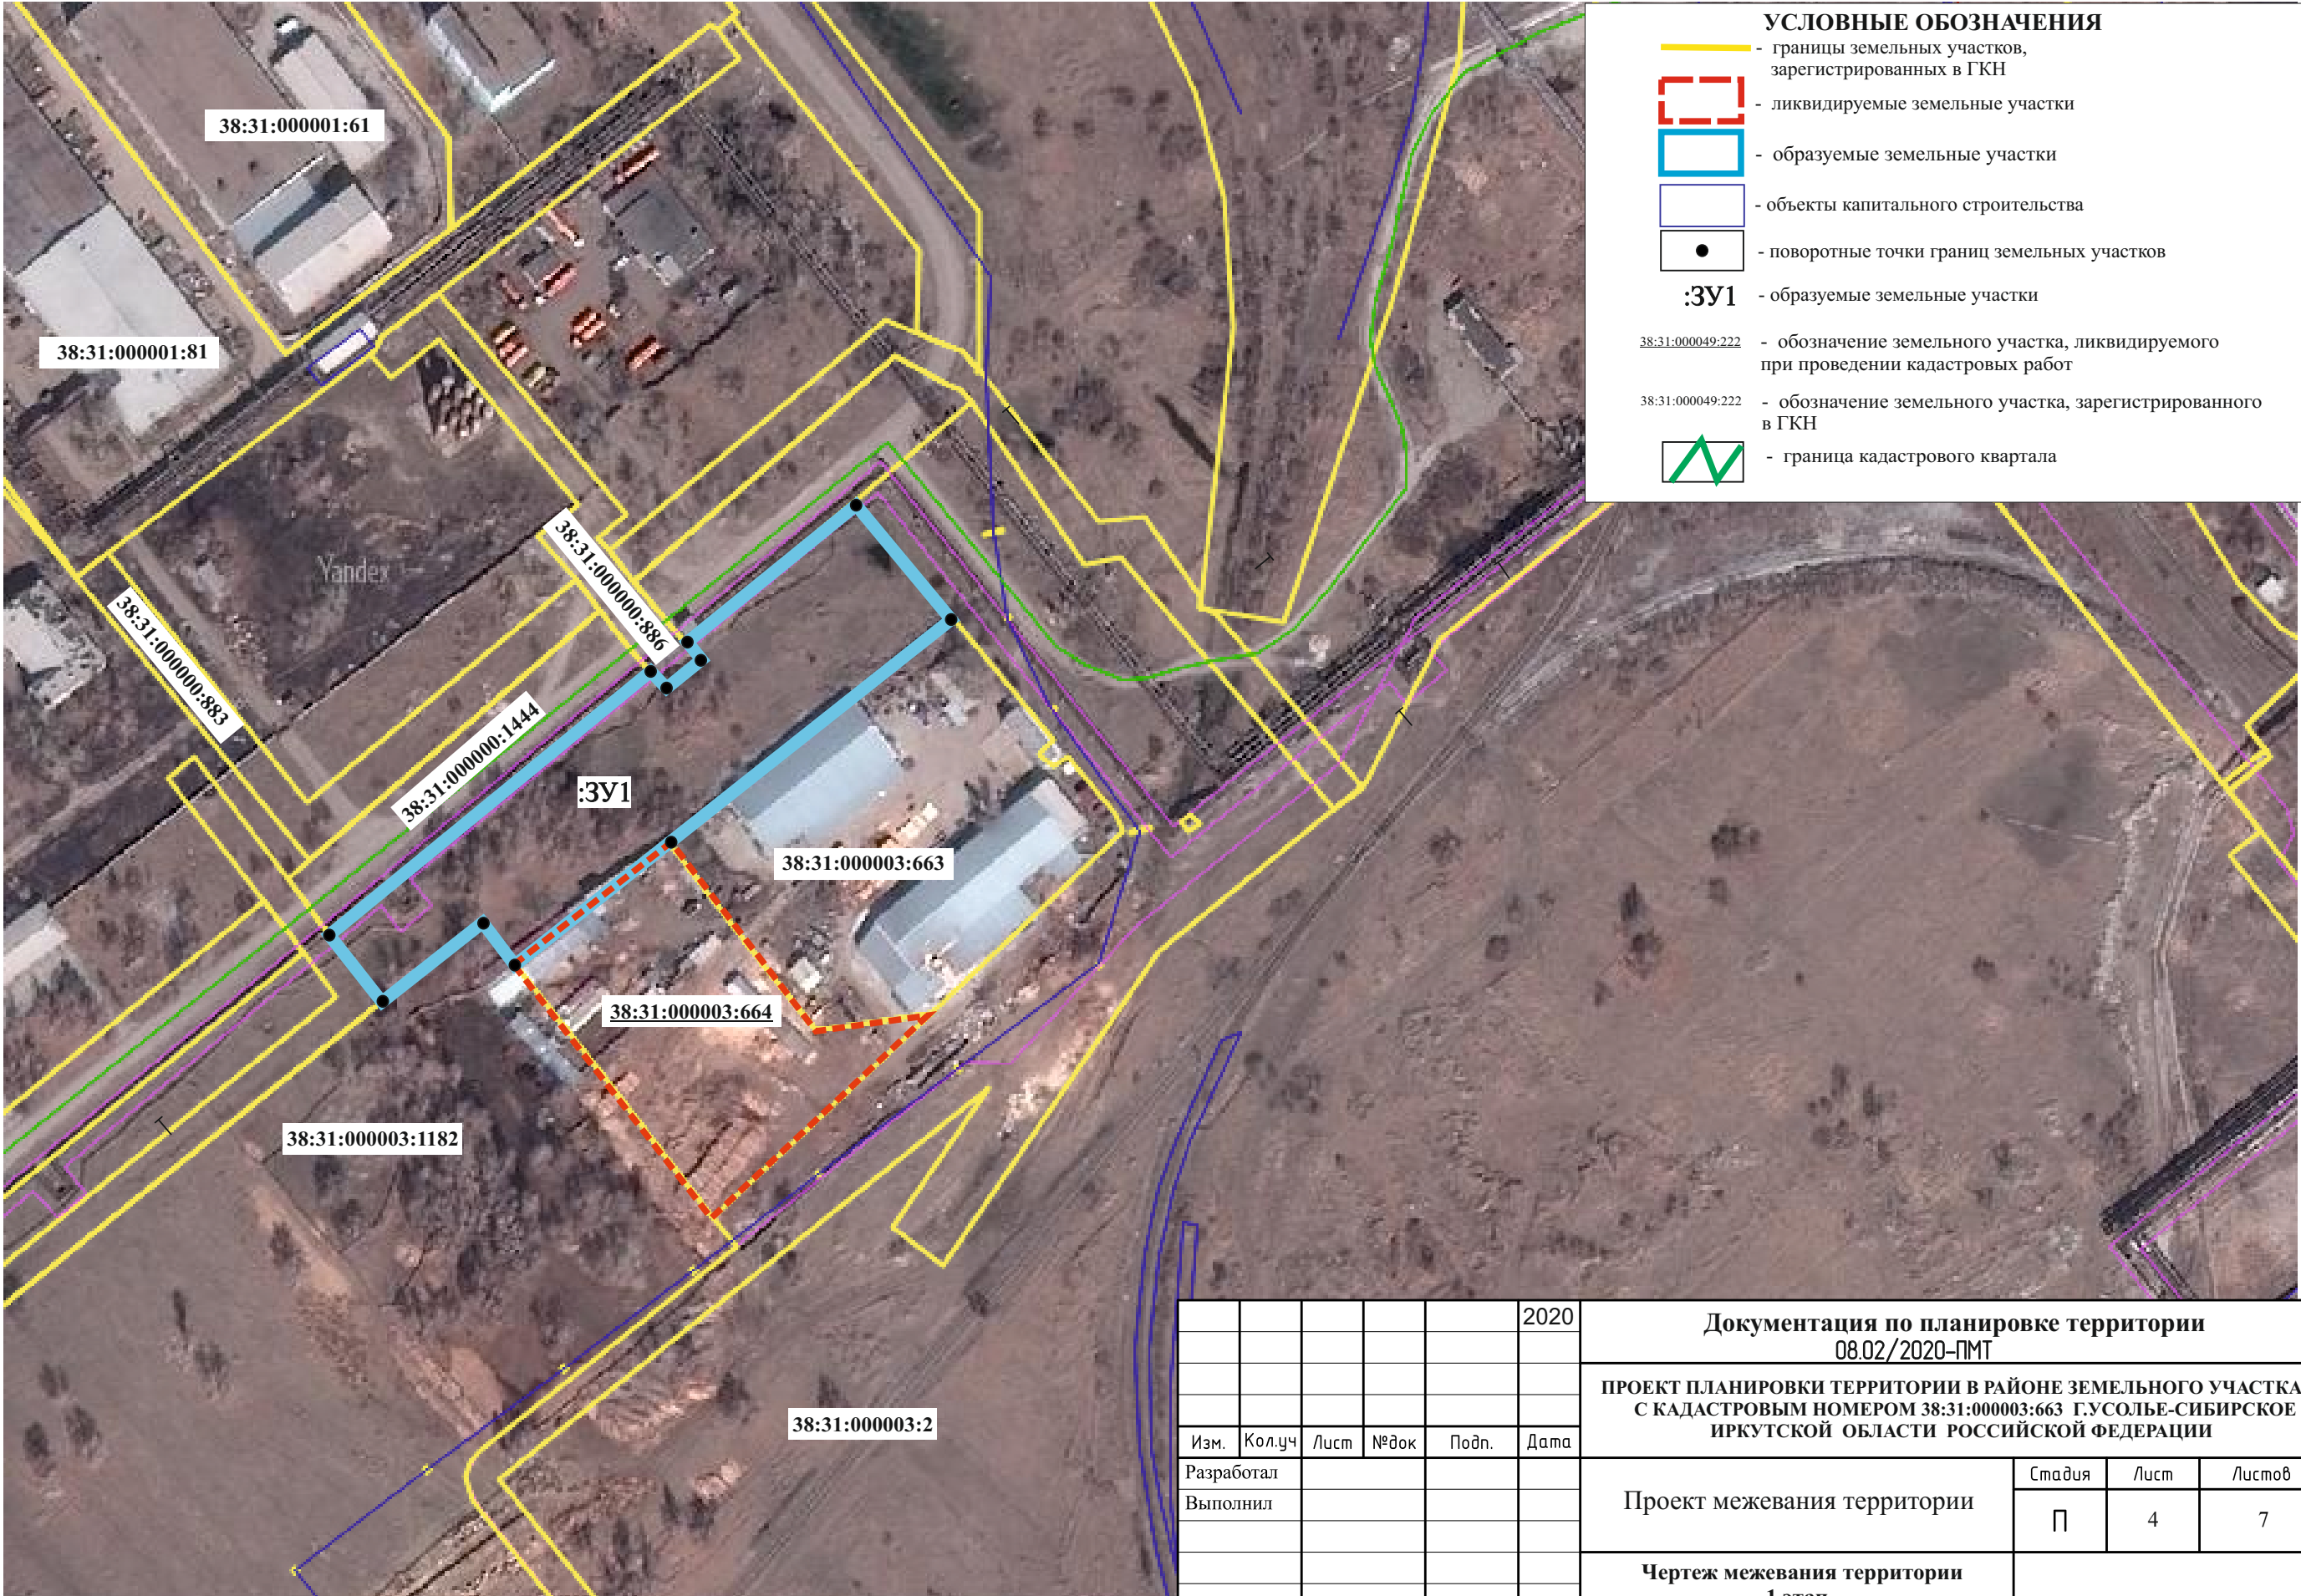 УСЛОВНЫЕ ОБОЗНАЧЕНИЯ
- границы земельных участков,
зарегистрированных в ГКН
- ликвидируемые земельные участки
- образуемые земельные участки
- объекты капитального строительства
- поворотные точки границ земельных участков
:ЗУ1 - образуемые земельные участки
38:31:000049:222 - обозначение земельного участка, ликвидируемого
при проведении кадастровых работ
38:31:000049:222 - обозначение земельного участка, зарегистрированного
в ГКН
- граница кадастрового квартала
38:31:000001:61
38:31:000001:81
Yandex
38:31:000000:886
38:31:000000:883
38:31:000000:1444
:ЗУ1
38:31:000003:663
38:31:000003:664
38:31:000003:1182
38:31:000003:2
2020
Документация по планировке территории
08.02/2020-ПМТ
ПРОЕКТ ПЛАНИРОВКИ ТЕРРИТОРИИ В РАЙОНЕ ЗЕМЕЛЬНОГО УЧАСТКА
С КАДАСТРОВЫМ НОМЕРОМ 38:31:000003:663 Г.УСОЛЬЕ-СИБИРСКОЕ
ИРКУТСКОЙ ОБЛАСТИ РОССИЙСКОЙ ФЕДЕРАЦИИ
Изм. Кол.уч Лист №док Подп. Дата
Разработал
Выполнил
Проект межевания территории
Стадия Лист Листов
П 4 7
Чертеж межевания территории
1 этап